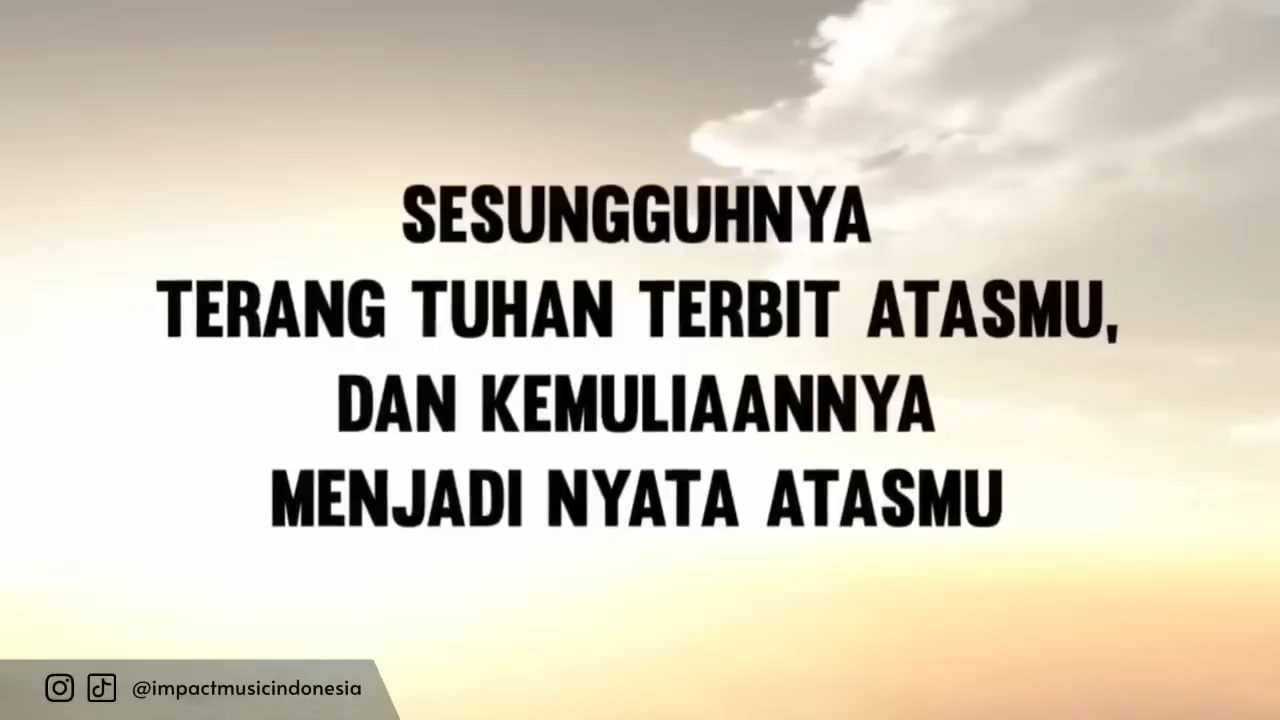 SESUNGGUHNYA
TERANG TUHAN TERBIT ATASMU,
DAN KEMULIAANNYA
MENJADI NYATA ATASMU
@impactmusicindonesia